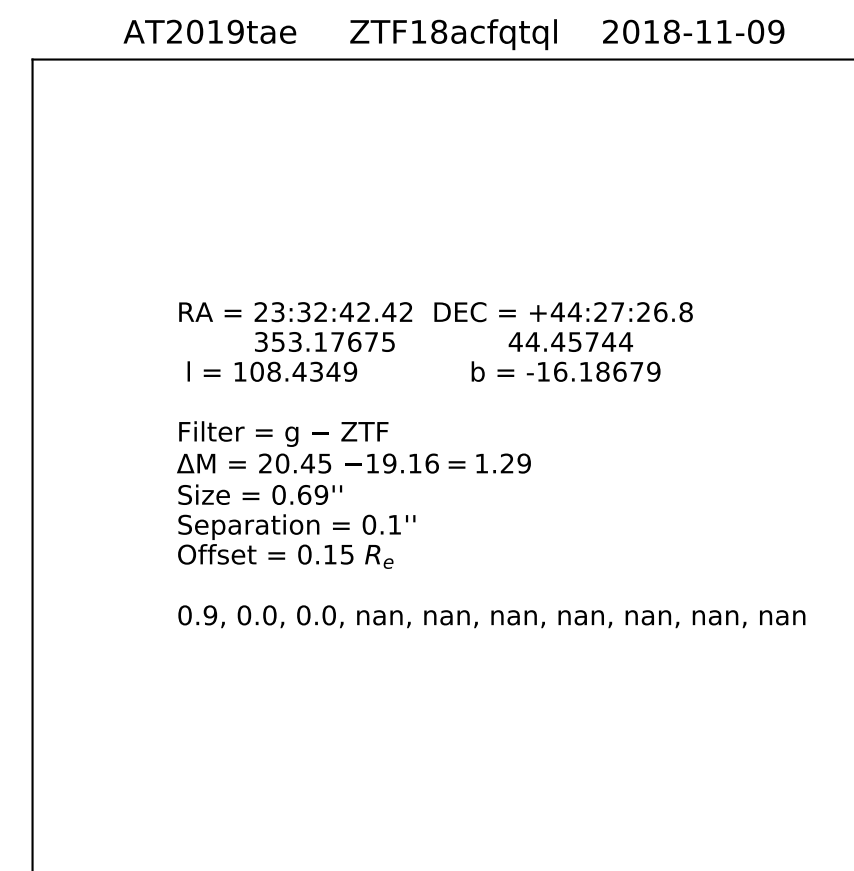 AT2019tae ZTF18acfqtql 2018-11-09
RA = 23:32:42.42 DEC = +44:27:26.8
353.17675 44.45744
l = 108.4349 b = -16.18679
Filter = g − ZTF
ΔM = 20.45 −19.16 = 1.29
Size = 0.69''
Separation = 0.1''
Offset = 0.15 Rₑ
0.9, 0.0, 0.0, nan, nan, nan, nan, nan, nan, nan